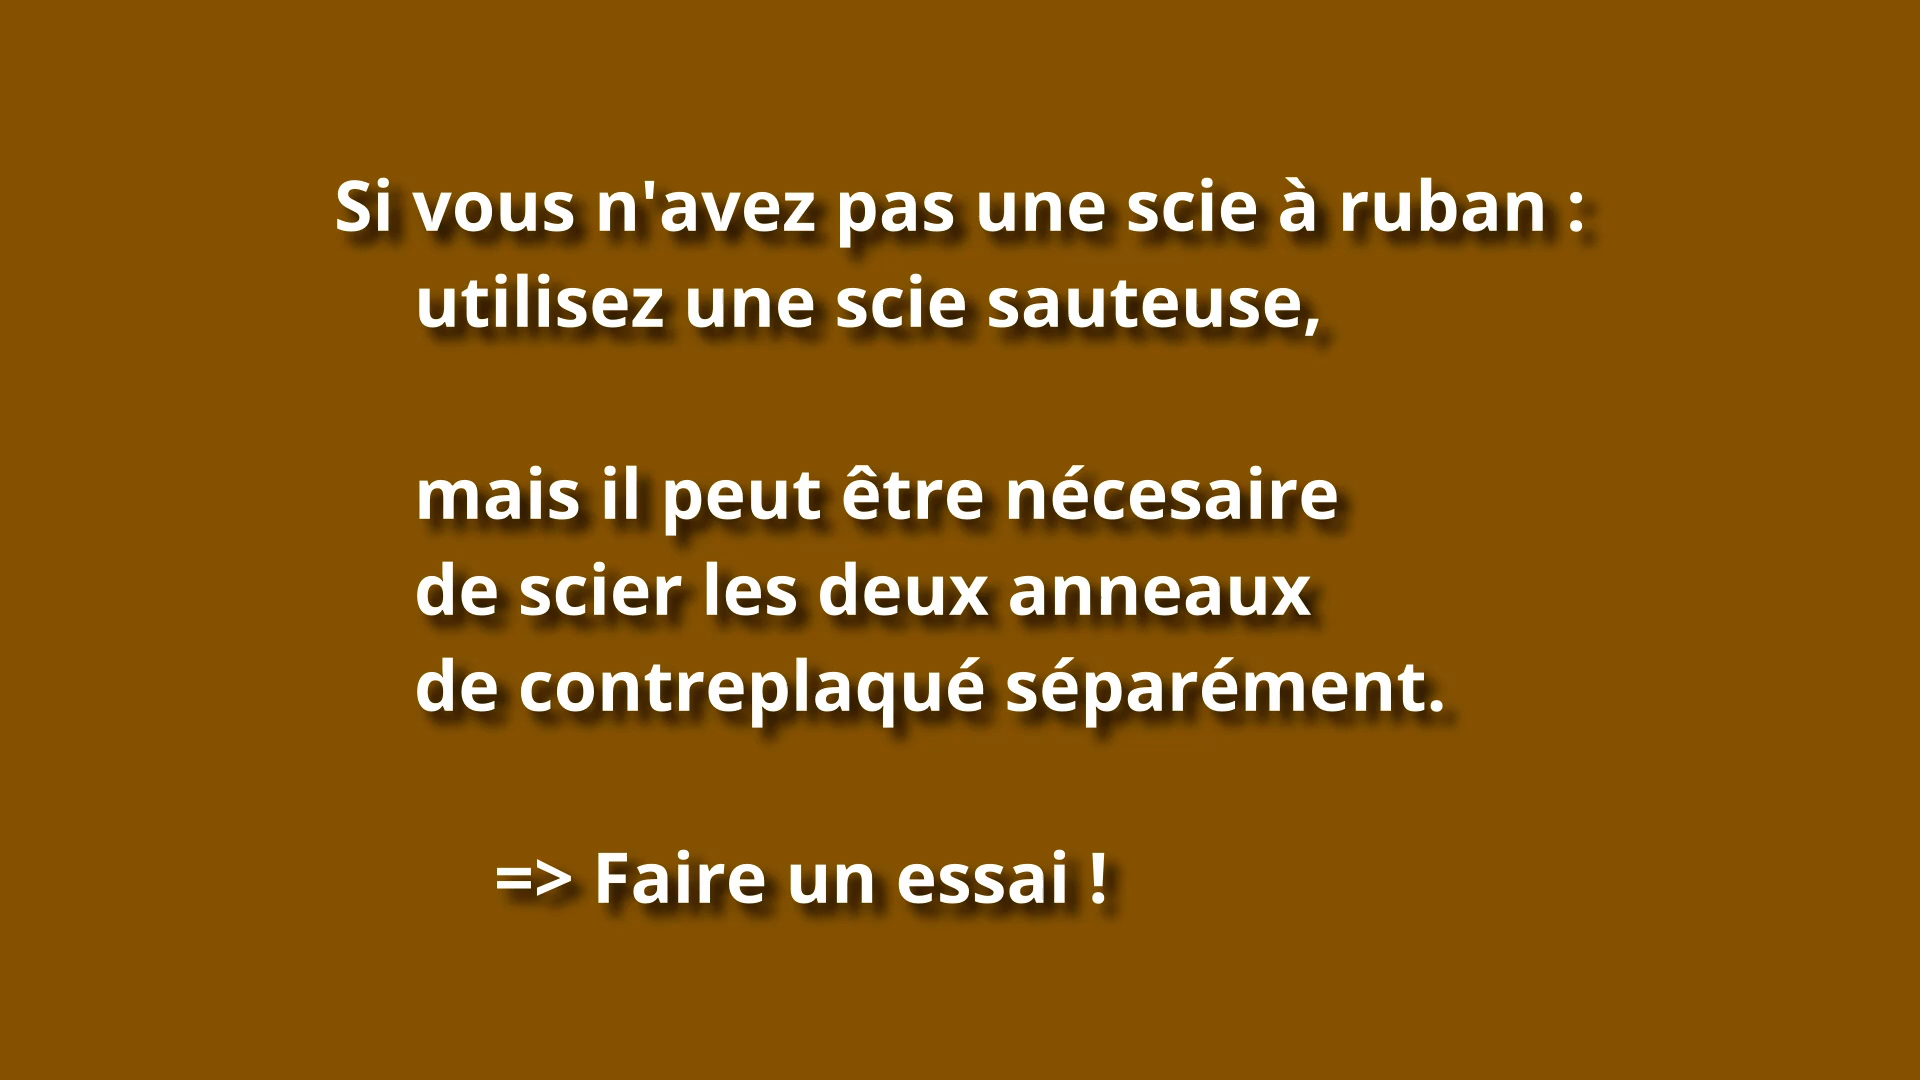 Si vous n'avez pas une scie à ruban :
utilisez une scie sauteuse,
mais il peut être nécesaire
de scier les deux anneaux
de contreplaqué séparément.
=> Faire un essai !